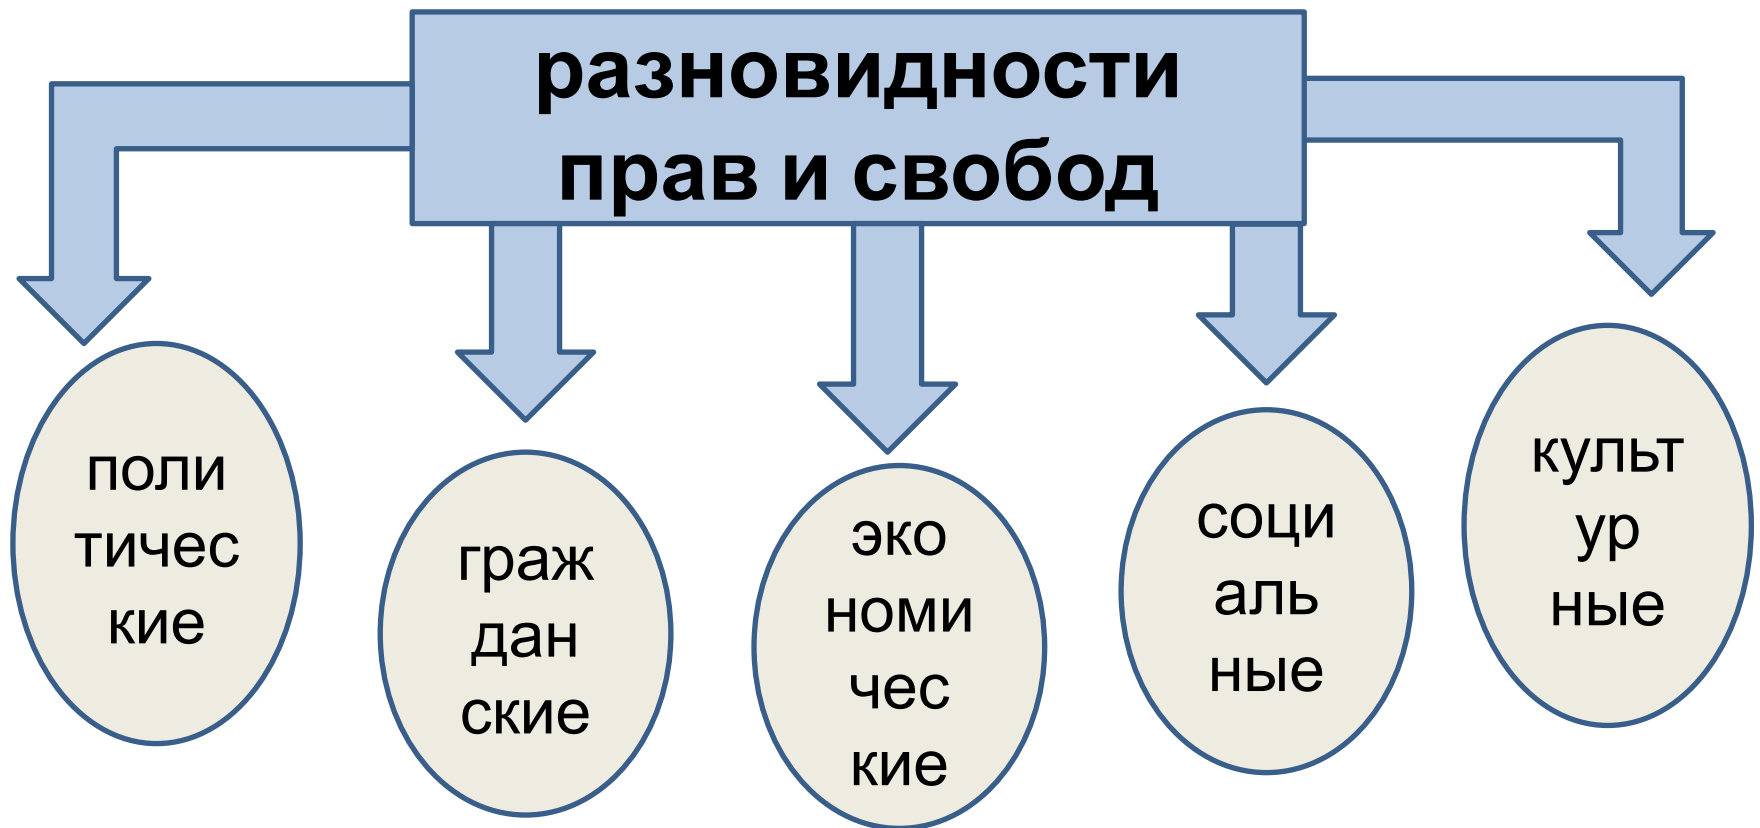 разновидности
прав и свобод
поли
тичес
кие
граж
дан
ские
эко
номи
чес
кие
соци
аль
ные
культ
ур
ные